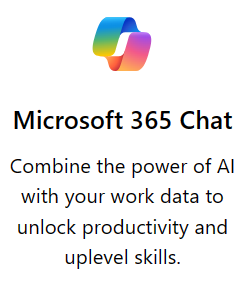 Microsoft 365 Chat
Combine the power of AI
with your work data to
unlock productivity and
uplevel skills.